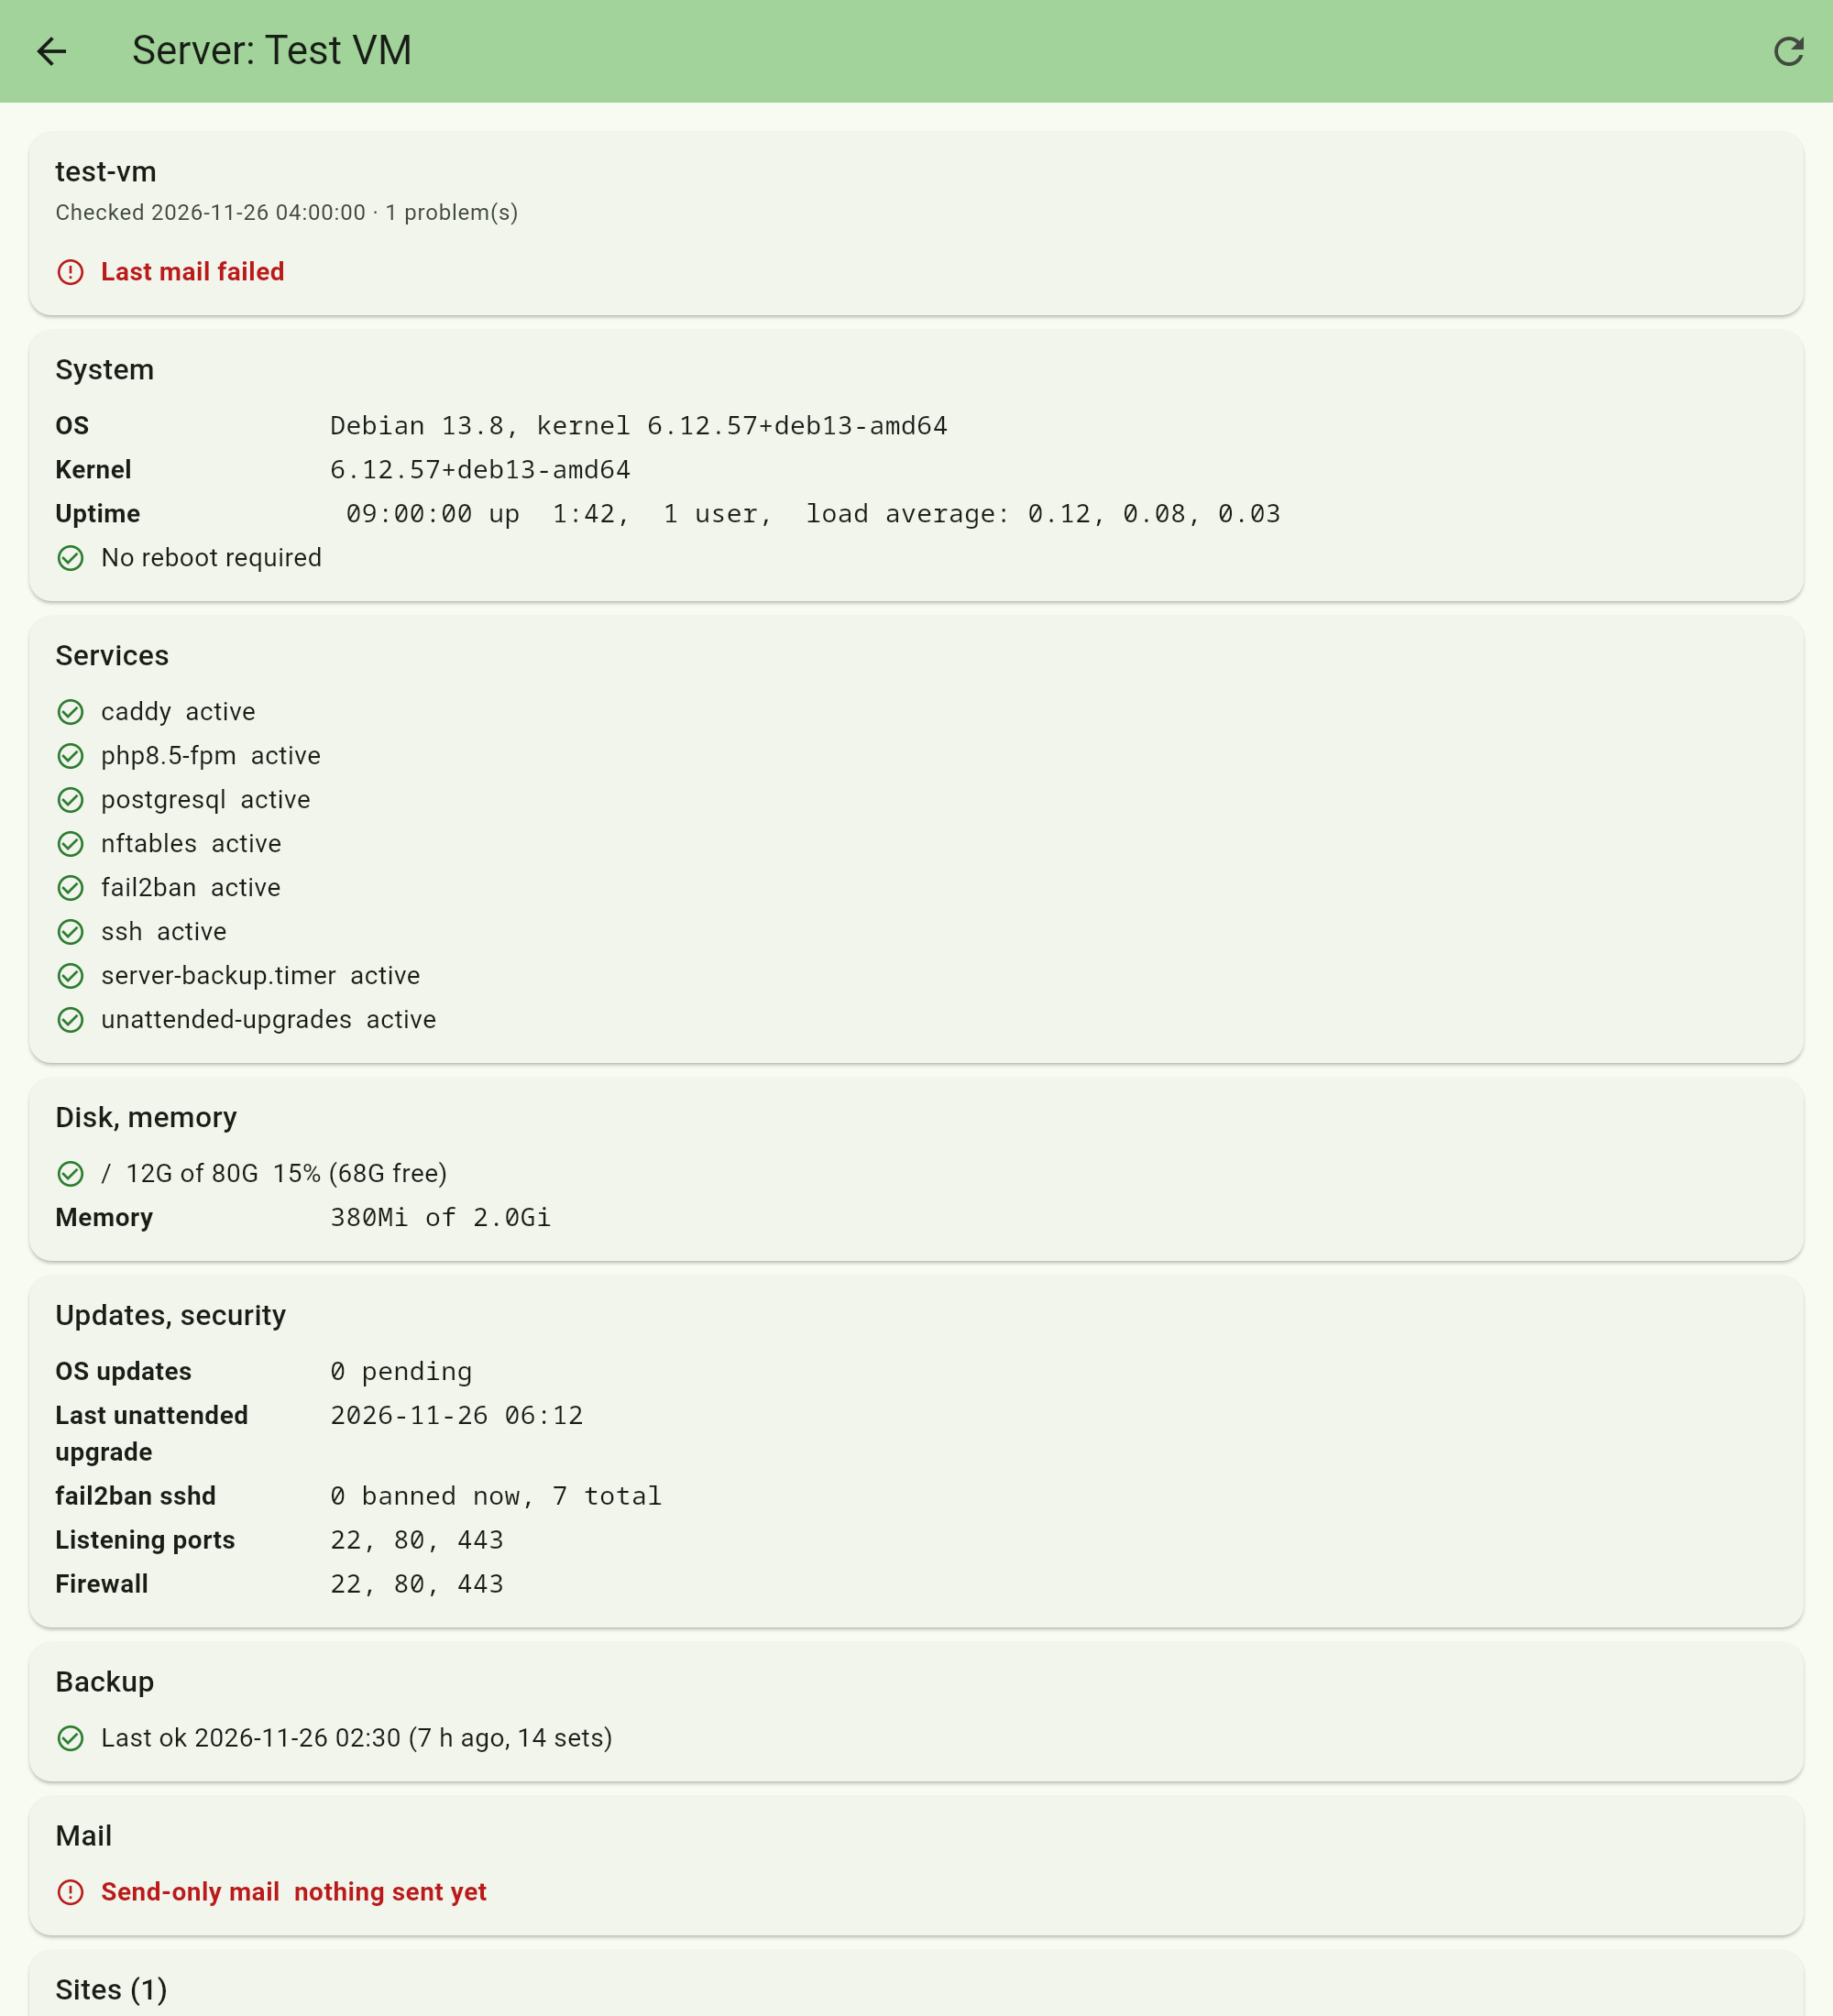 Server: Test VM
test-vm
Checked 2026-11-26 04:00:00 · 1 problem(s)
Last mail failed
System
OS Debian 13.8, kernel 6.12.57+deb13-amd64
Kernel 6.12.57+deb13-amd64
Uptime 09:00:00 up  1:42,  1 user,  load average: 0.12, 0.08, 0.03
No reboot required
Services
caddy  active
php8.5-fpm  active
postgresql  active
nftables  active
fail2ban  active
ssh  active
server-backup.timer  active
unattended-upgrades  active
Disk, memory
/  12G of 80G  15% (68G free)
Memory 380Mi of 2.0Gi
Updates, security
OS updates 0 pending
Last unattended 2026-11-26 06:12
upgrade
fail2ban sshd 0 banned now, 7 total
Listening ports 22, 80, 443
Firewall 22, 80, 443
Backup
Last ok 2026-11-26 02:30 (7 h ago, 14 sets)
Mail
Send-only mail  nothing sent yet
Sites (1)